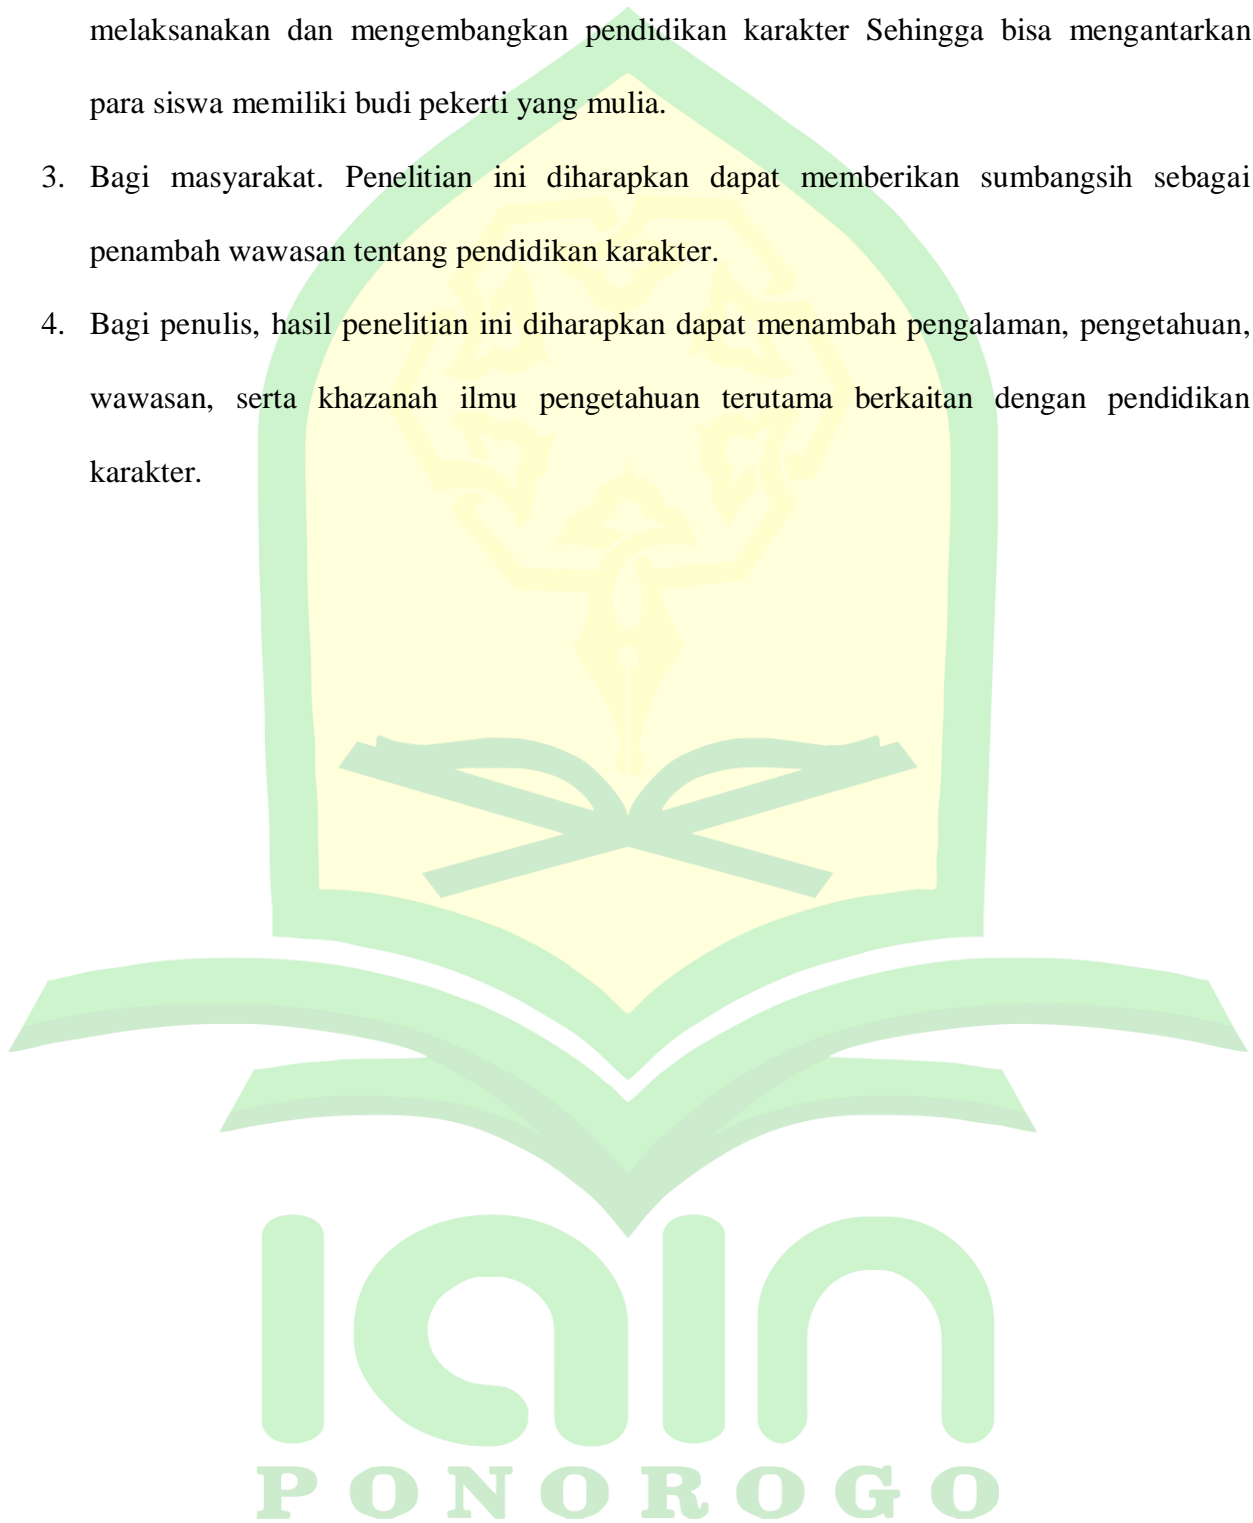 melaksanakan dan mengembangkan pendidikan karakter Sehingga bisa mengantarkan
para siswa memiliki budi pekerti yang mulia.
3. Bagi masyarakat. Penelitian ini diharapkan dapat memberikan sumbangsih sebagai
penambah wawasan tentang pendidikan karakter.
4. Bagi penulis, hasil penelitian ini diharapkan dapat menambah pengalaman, pengetahuan,
wawasan, serta khazanah ilmu pengetahuan terutama berkaitan dengan pendidikan
karakter.
iain
PONOROGO